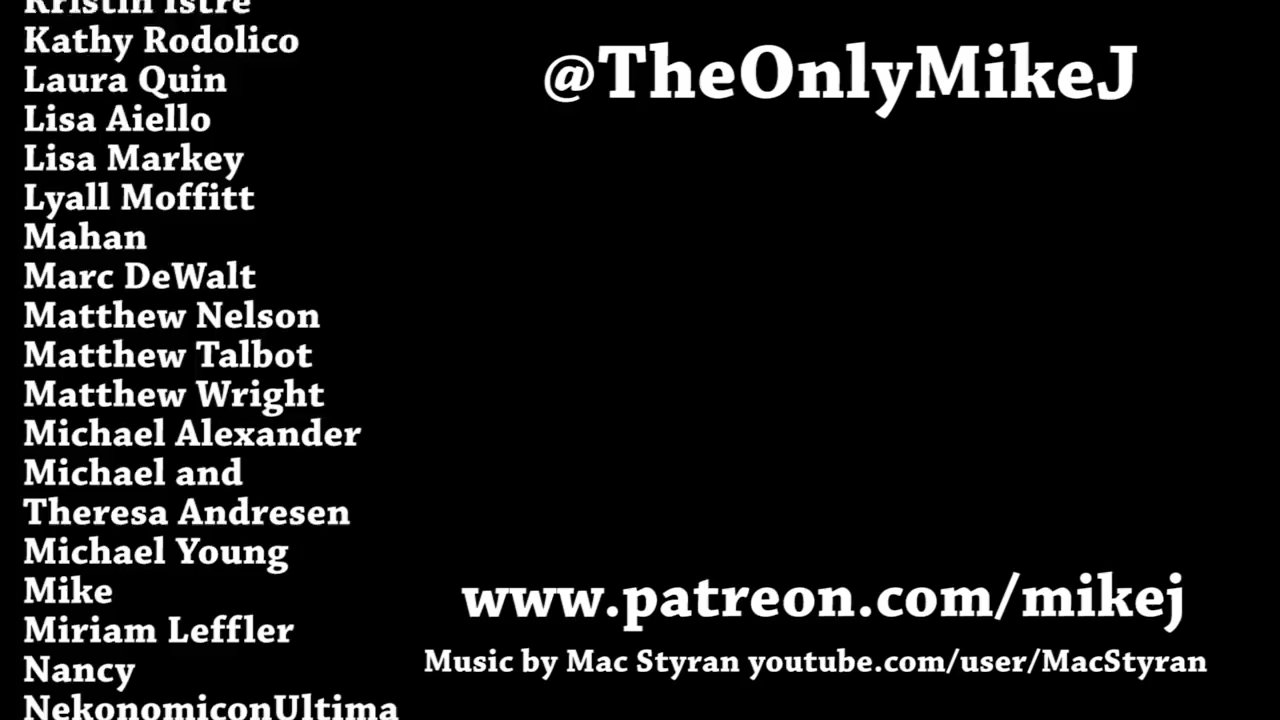 Kristin Istre
Kathy Rodolico
Laura Quin
Lisa Aiello
Lisa Markey
Lyall Moffitt
Mahan
Marc DeWalt
Matthew Nelson
Matthew Talbot
Matthew Wright
Michael Alexander
Michael and
Theresa Andresen
Michael Young
Mike
Miriam Leffler
Nancy
NekonomiconUltima
@TheOnlyMikeJ
www.patreon.com/mikej
Music by Mac Styran youtube.com/user/MacStyran